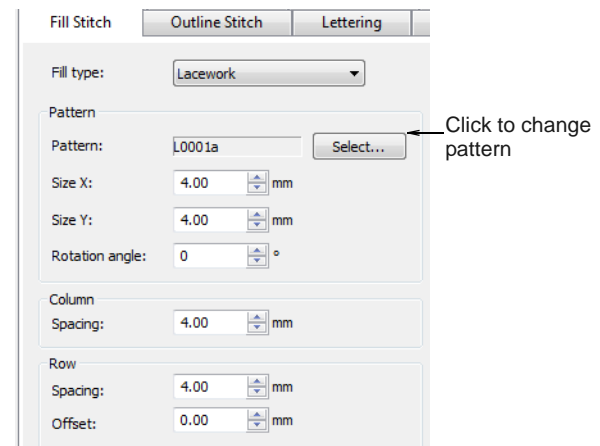 Fill Stitch Outline Stitch Lettering
Fill type: Lacework
Pattern
Pattern: L0001a Select...
Click to change
pattern
Size X: 4.00 mm
Size Y: 4.00 mm
Rotation angle: 0 °
Column
Spacing: 4.00 mm
Row
Spacing: 4.00 mm
Offset: 0.00 mm